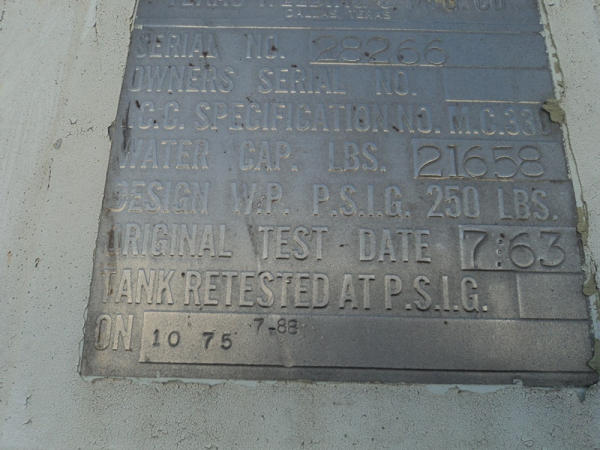 DALLAS, TEXAS
SERIAL NO. 28266
OWNERS SERIAL NO.
I.C.C. SPECIFICATION NO. M.C.330
WATER CAP. LBS. 21658
DESIGN W.P. P.S.I.G. 250 LBS.
ORIGINAL TEST DATE 7:63
TANK RETESTED AT P.S.I.G.
ON 10 75 7-88